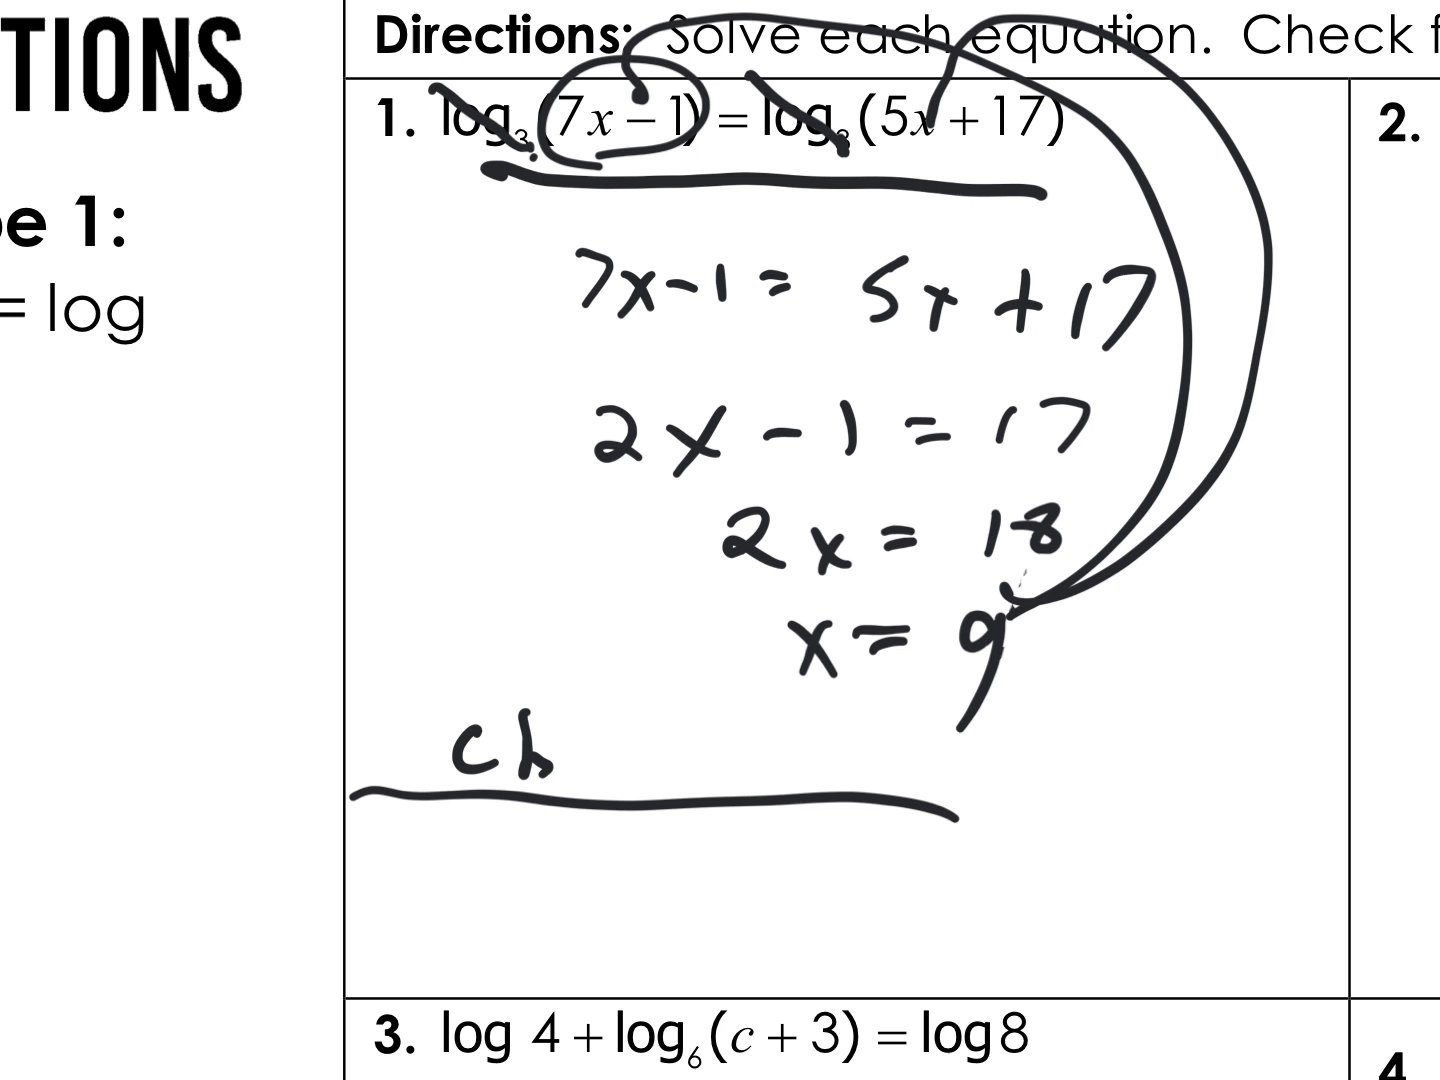 TIONS
Directions: Solve each equation. Check f
1. log₃(7x − 1) = log₃(5x + 17)
2.
pe 1:
= log
7x - 1 = 5x + 17
2x - 1 = 17
2x = 18
x = 9
ch
3. log 4 + log₆(c + 3) = log 8
4